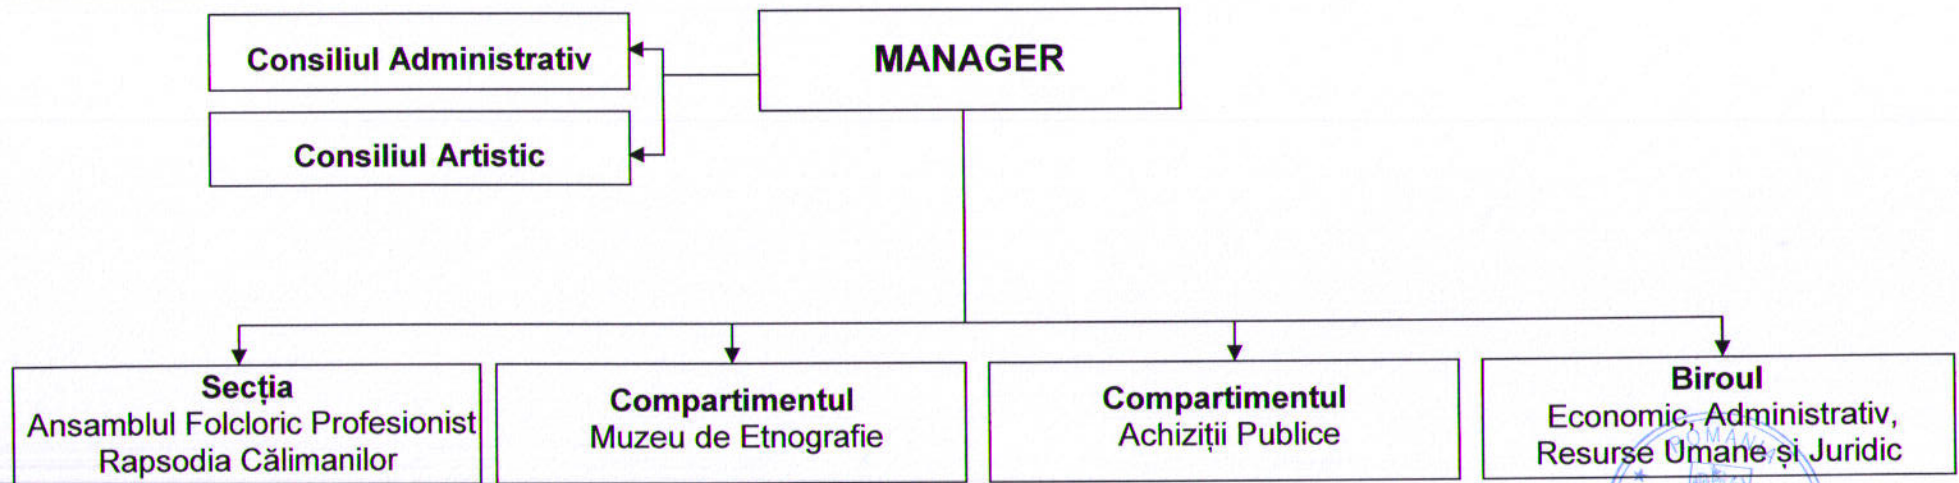 Consiliul Administrativ
MANAGER
Consiliul Artistic
Secția
Ansamblul Folcloric Profesionist
Rapsodia Călimanilor
Compartimentul
Muzeu de Etnografie
Compartimentul
Achiziții Publice
Biroul
Economic, Administrativ,
Resurse Umane și Juridic
ROMANIA